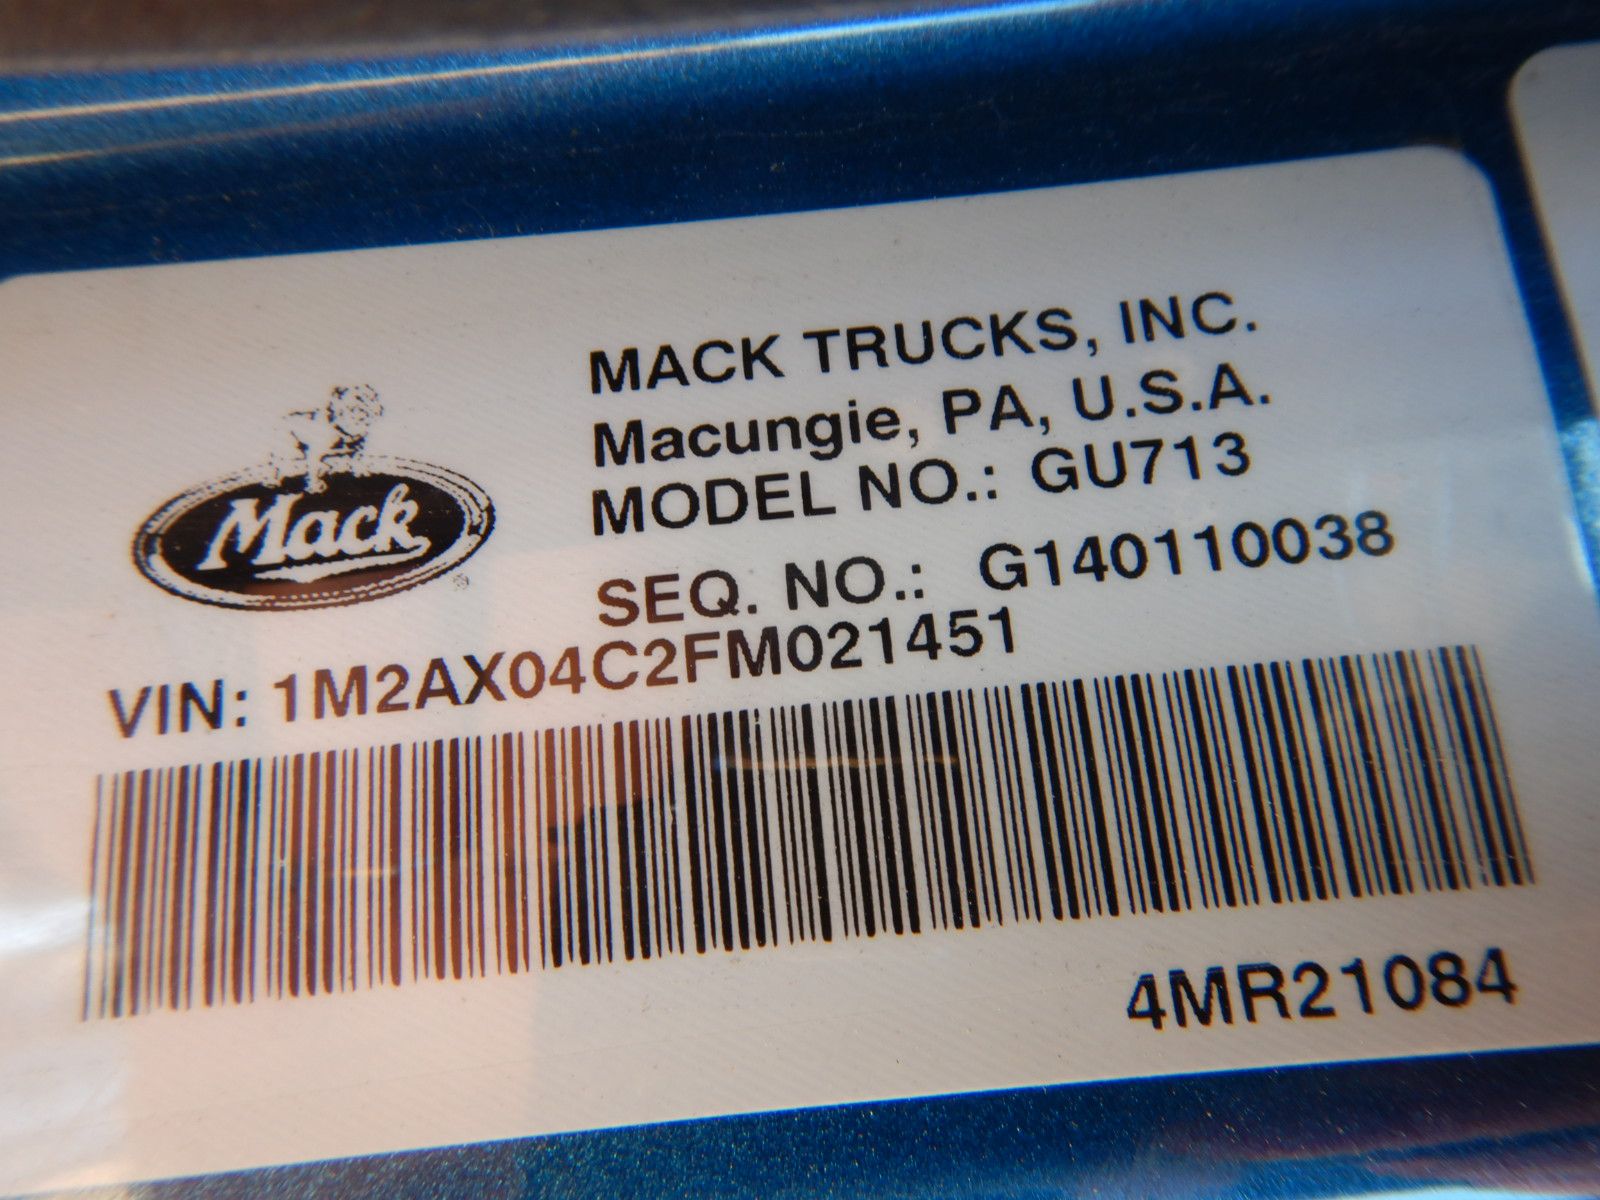 MACK TRUCKS, INC.
Macungie, PA, U.S.A.
MODEL NO.: GU713
SEQ. NO.: G140110038
Mack ®
VIN: 1M2AX04C2FM021451
4MR21084